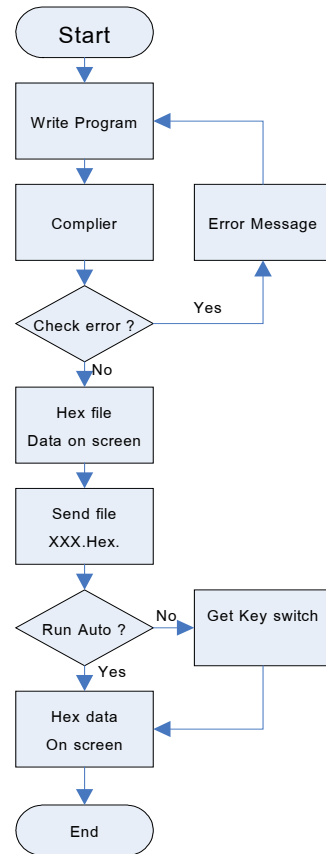 Start
Write Program
Complier
Error Message
Check error ?
Yes
No
Hex file
Data on screen
Send file
XXX.Hex.
Run Auto ?
No
Get Key switch
Yes
Hex data
On screen
End